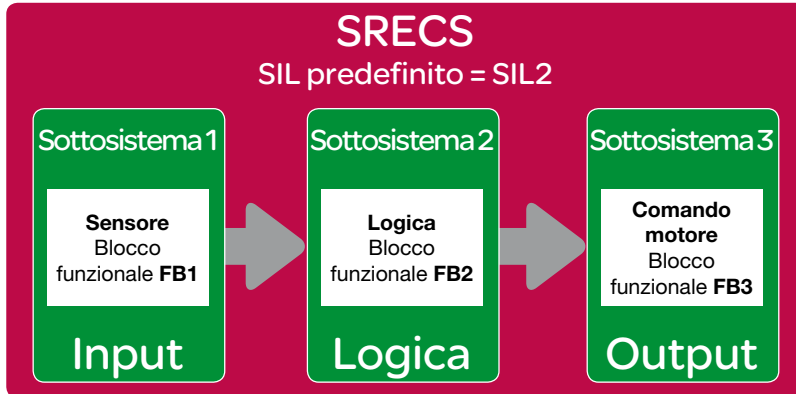 SRECS
SIL predefinito = SIL2
Sottosistema 1
Sensore
Blocco
funzionale FB1
Input
Sottosistema 2
Logica
Blocco
funzionale FB2
Logica
Sottosistema 3
Comando
motore
Blocco
funzionale FB3
Output